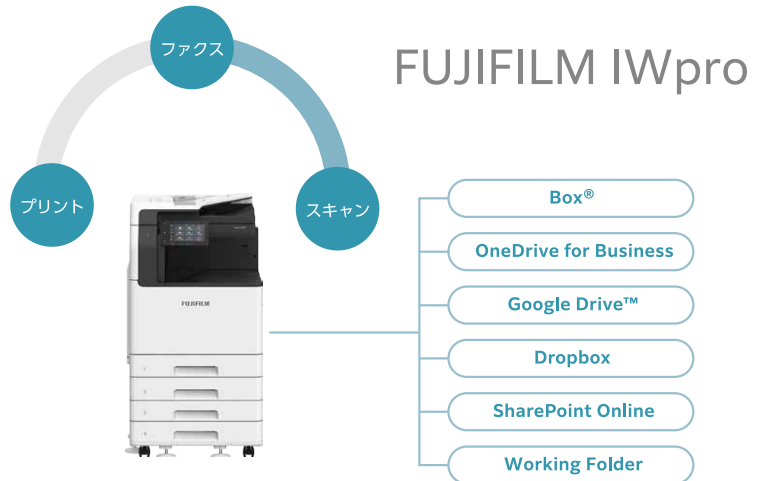 ファクス
FUJIFILM IWpro
プリント
スキャン
FUJIFILM
Box®
OneDrive for Business
Google Drive™
Dropbox
SharePoint Online
Working Folder